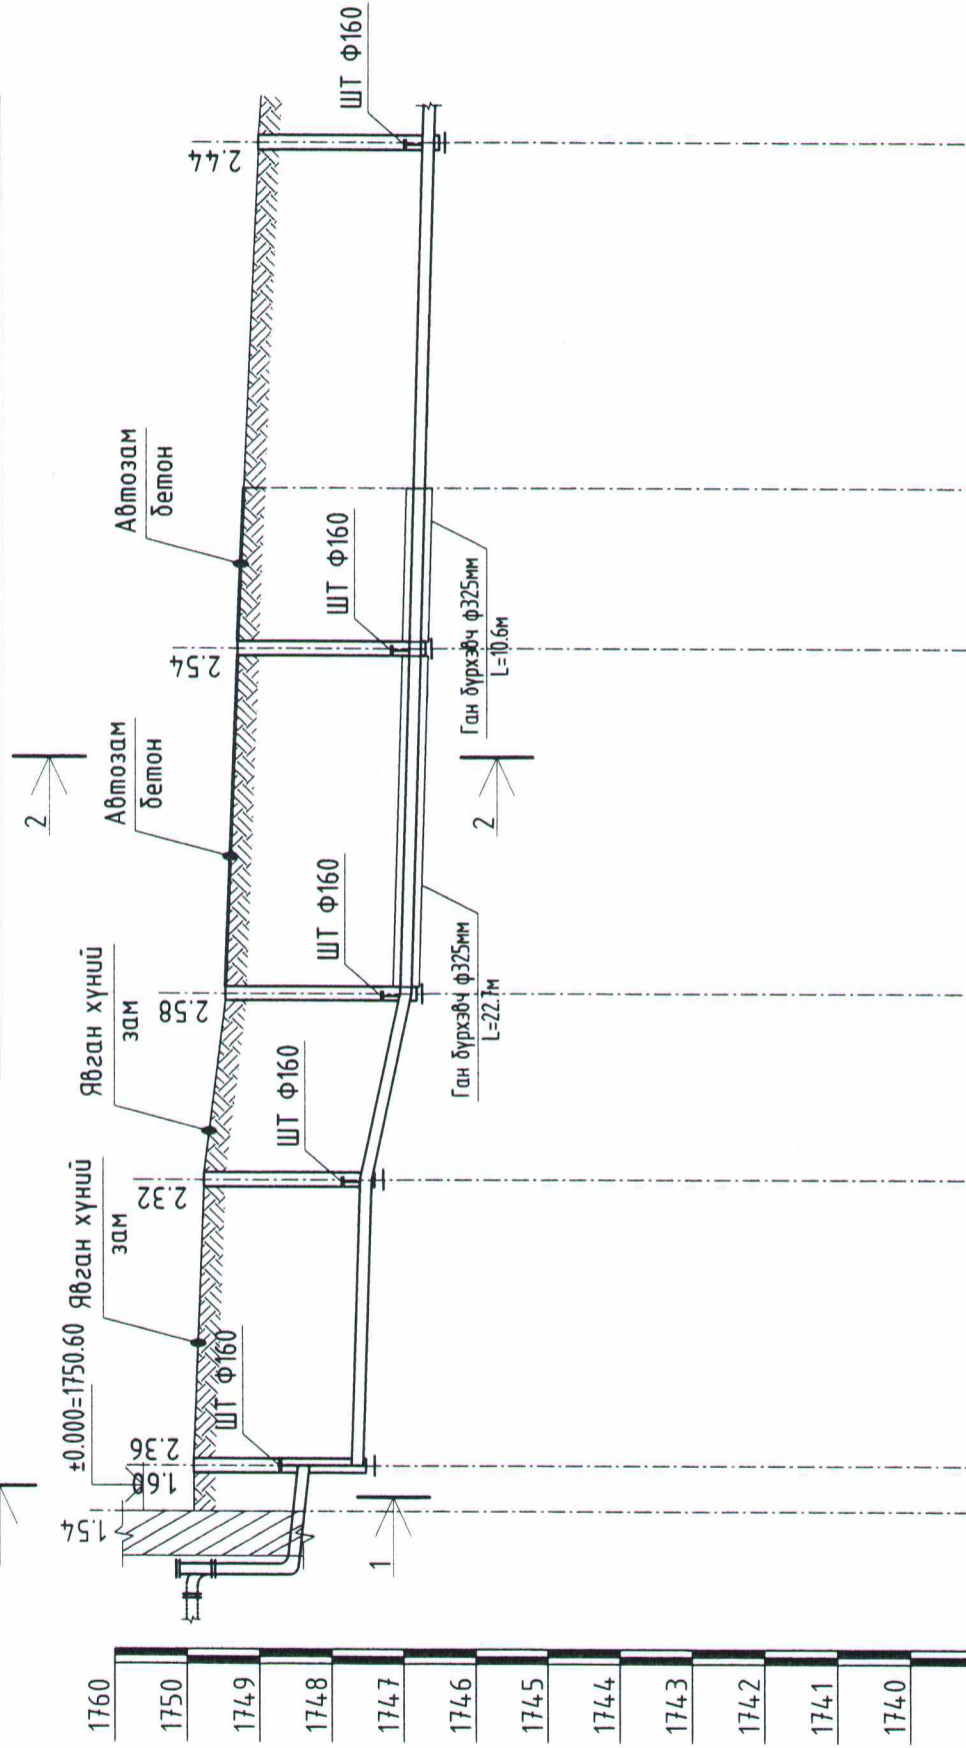 1760
1750
1749
1748
1747
1746
1745
1744
1743
1742
1741
1740
1.54
±0.000=1750.60
1.60
2.36
ШТ Ф160
1
Явган хүний
зам
2.32
ШТ Ф160
Явган хүний
зам
2.58
ШТ Ф160
Ган бүрхэвч ф325мм
L=22.7м
Автозам
бетон
2
2
2.54
ШТ Ф160
Ган бүрхэвч ф325мм
L=10.6м
Автозам
бетон
2.44
ШТ Ф160